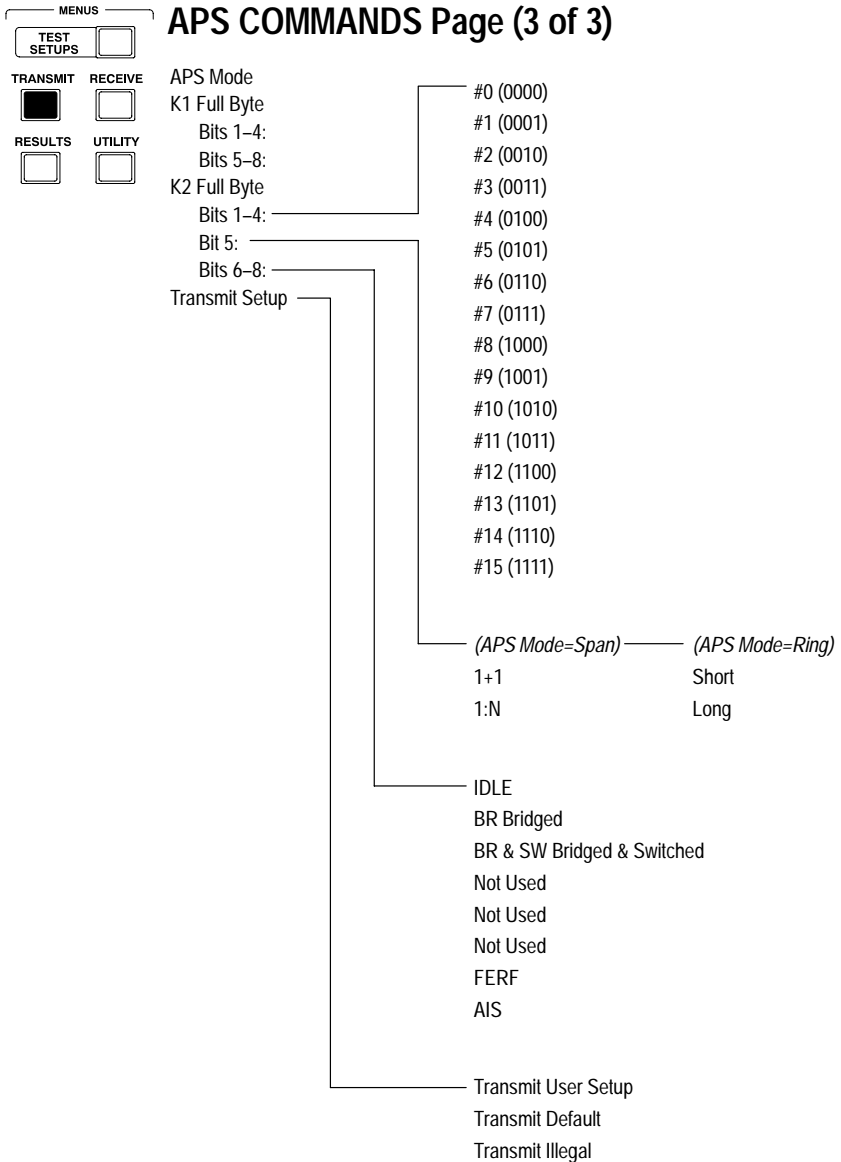 MENUS
TEST
SETUPS
TRANSMIT RECEIVE
RESULTS UTILITY
APS COMMANDS Page (3 of 3)
APS Mode
K1 Full Byte
Bits 1–4:
Bits 5–8:
K2 Full Byte
Bits 1–4:
Bit 5:
Bits 6–8:
Transmit Setup
#0 (0000)
#1 (0001)
#2 (0010)
#3 (0011)
#4 (0100)
#5 (0101)
#6 (0110)
#7 (0111)
#8 (1000)
#9 (1001)
#10 (1010)
#11 (1011)
#12 (1100)
#13 (1101)
#14 (1110)
#15 (1111)
(APS Mode=Span) (APS Mode=Ring)
1+1 Short
1:N Long
IDLE
BR Bridged
BR & SW Bridged & Switched
Not Used
Not Used
Not Used
FERF
AIS
Transmit User Setup
Transmit Default
Transmit Illegal